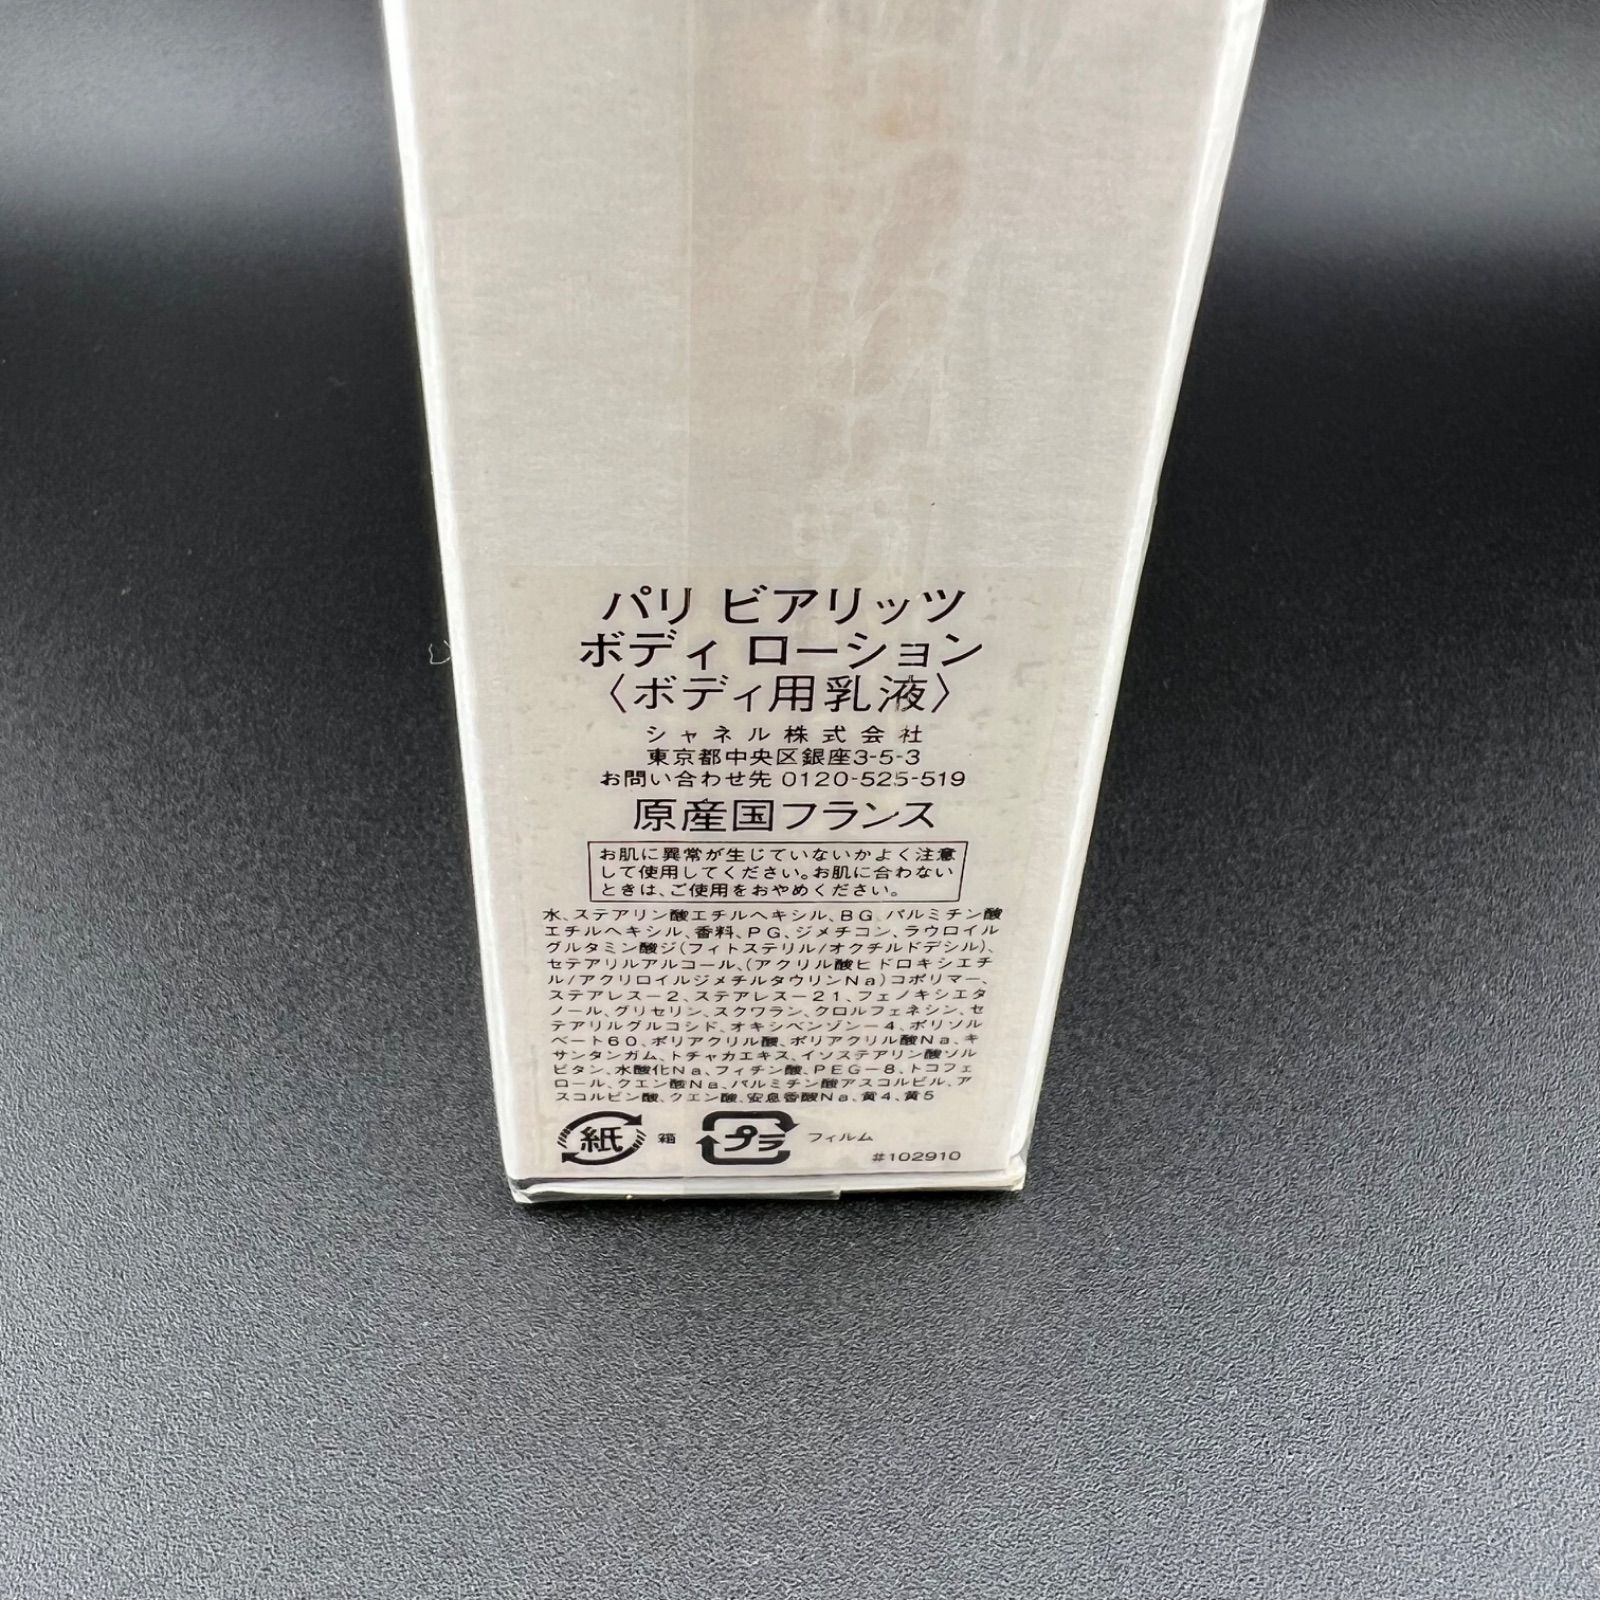 パリ ビアリッツ
ボディ ローション
〈ボディ用乳液〉
シャネル株式会社
東京都中央区銀座3-5-3
お問い合わせ先 0120-525-519
原産国フランス
お肌に異常が生じていないかよく注意
して使用してください。お肌に合わない
ときは、ご使用をおやめください。
水、ステアリン酸エチルヘキシル、BG、パルミチン酸
エチルヘキシル、香料、PG、ジメチコン、ラウロイル
グルタミン酸ジ(フィトステリル/オクチルドデシル)、
セテアリルアルコール、(アクリル酸ヒドロキシエチ
ル/アクリロイルジメチルタウリンNa)コポリマー、
ステアレス－2、ステアレス－21、フェノキシエタ
ノール、グリセリン、スクワラン、クロルフェネシン、セ
テアリルグルコシド、オキシベンゾン－4、ポリソル
ベート60、ポリアクリル酸、ポリアクリル酸Na、キ
サンタンガム、トチャカエキス、イソステアリン酸ソル
ビタン、水酸化Na、フィチン酸、PEG－8、トコフェ
ロール、クエン酸Na、パルミチン酸アスコルビル、ア
スコルビン酸、クエン酸、安息香酸Na、黄4、黄5
紙 箱 プラ フィルム
#102910